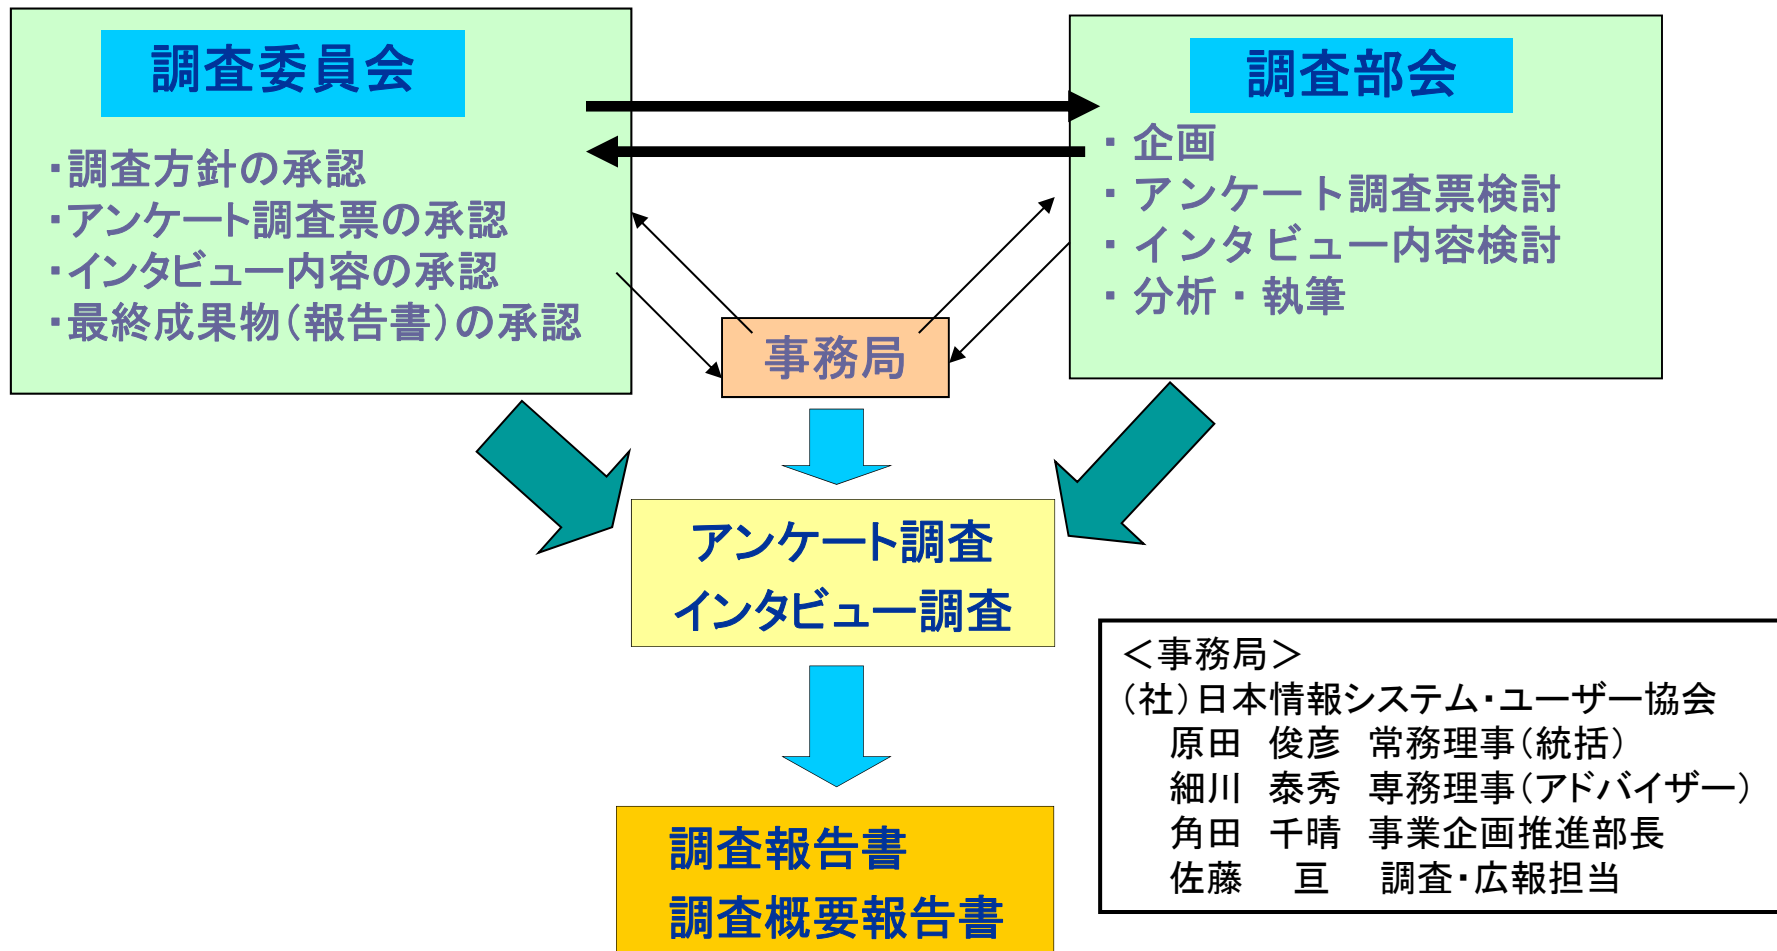 調査委員会
・調査方針の承認
・アンケート調査票の承認
・インタビュー内容の承認
・最終成果物(報告書)の承認
調査部会
・企画
・アンケート調査票検討
・インタビュー内容検討
・分析・執筆
事務局
アンケート調査
インタビュー調査
調査報告書
調査概要報告書
＜事務局＞
(社)日本情報システム・ユーザー協会
原田　俊彦　常務理事(統括)
細川　泰秀　専務理事(アドバイザー)
角田　千晴　事業企画推進部長
佐藤　亘　調査・広報担当